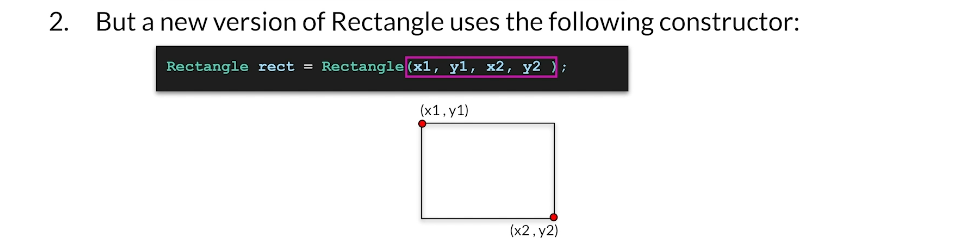 2. But a new version of Rectangle uses the following constructor:
Rectangle rect = Rectangle(x1, y1, x2, y2 );
(x1,y1)
(x2,y2)